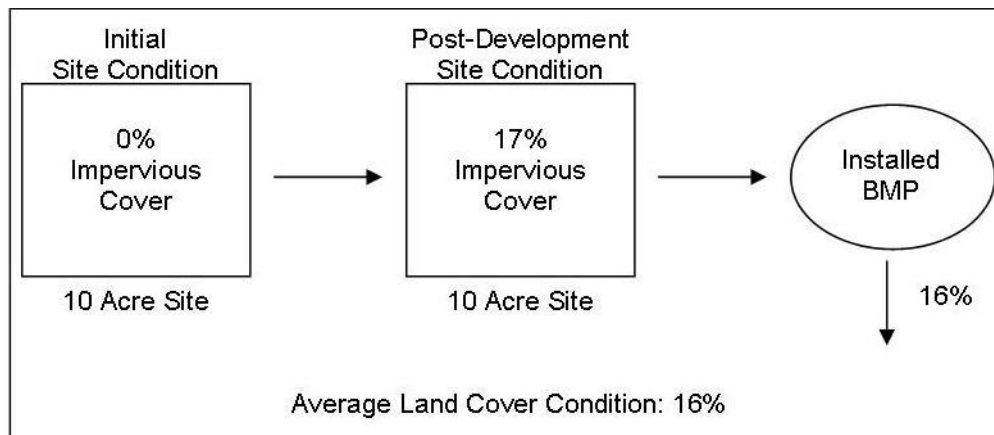 Initial
Site Condition
0%
Impervious
Cover
10 Acre Site
Post-Development
Site Condition
17%
Impervious
Cover
10 Acre Site
Installed
BMP
16%
Average Land Cover Condition: 16%